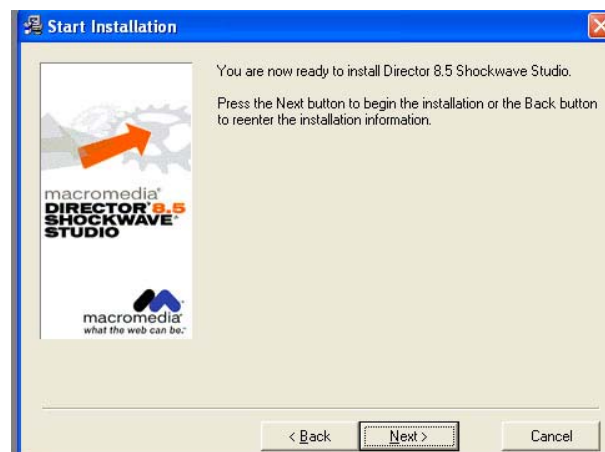 Start Installation
You are now ready to install Director 8.5 Shockwave Studio.
Press the Next button to begin the installation or the Back button
to reenter the installation information.
macromedia®
DIRECTOR® 8.5
SHOCKWAVE®
STUDIO
macromedia®
what the web can be.™
< Back
Next >
Cancel